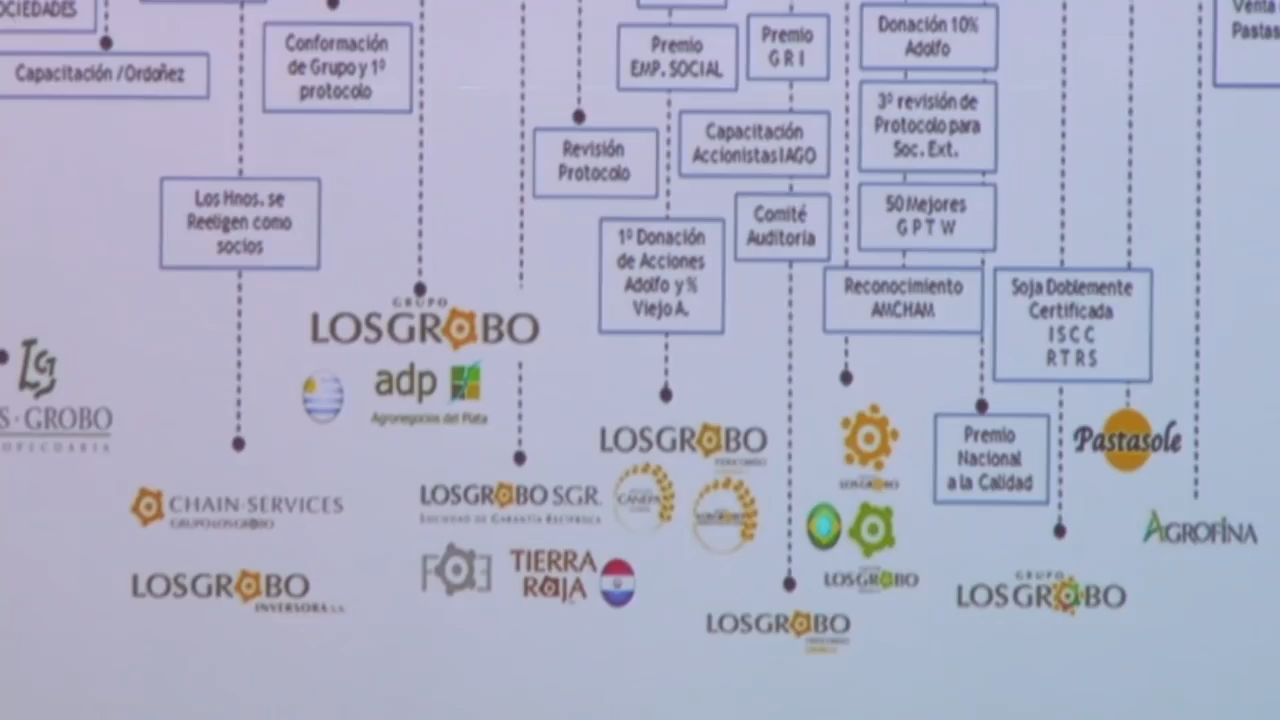 OCIEDADES
Capacitación /Ordoñez
Conformación
de Grupo y 1º
protocolo
Los Hnos. se
Reeligen como
socios
Revisión
Protocolo
Premio
EMP. SOCIAL
Premio
G R I
Capacitación
Accionistas IAGO
Comité
Auditoria
1º Donación
de Acciones
Adolfo y %
Viejo A.
Donación 10%
Adolfo
3º revisión de
Protocolo para
Soc. Ext.
50 Mejores
G P T W
Reconocimiento
AMCHAM
Soja Doblemente
Certificada
I S C C
R T R S
Premio
Nacional
a la Calidad
Venta
Pastas
S·GROBO
GRUPO
LOSGROBO
adp
Agronegocios del Plata
CHAIN·SERVICES
GRUPO LOS GROBO
LOSGROBO
INVERSORA S.A.
LOSGROBO SGR.
SOCIEDAD DE GARANTÍA RECÍPROCA
TIERRA
ROJA
LOSGROBO
CANEPA
LOSGROBO
LOSGROBO
LOSGROBO
Pastasole
GRUPO
LOSGROBO
AGROFINA